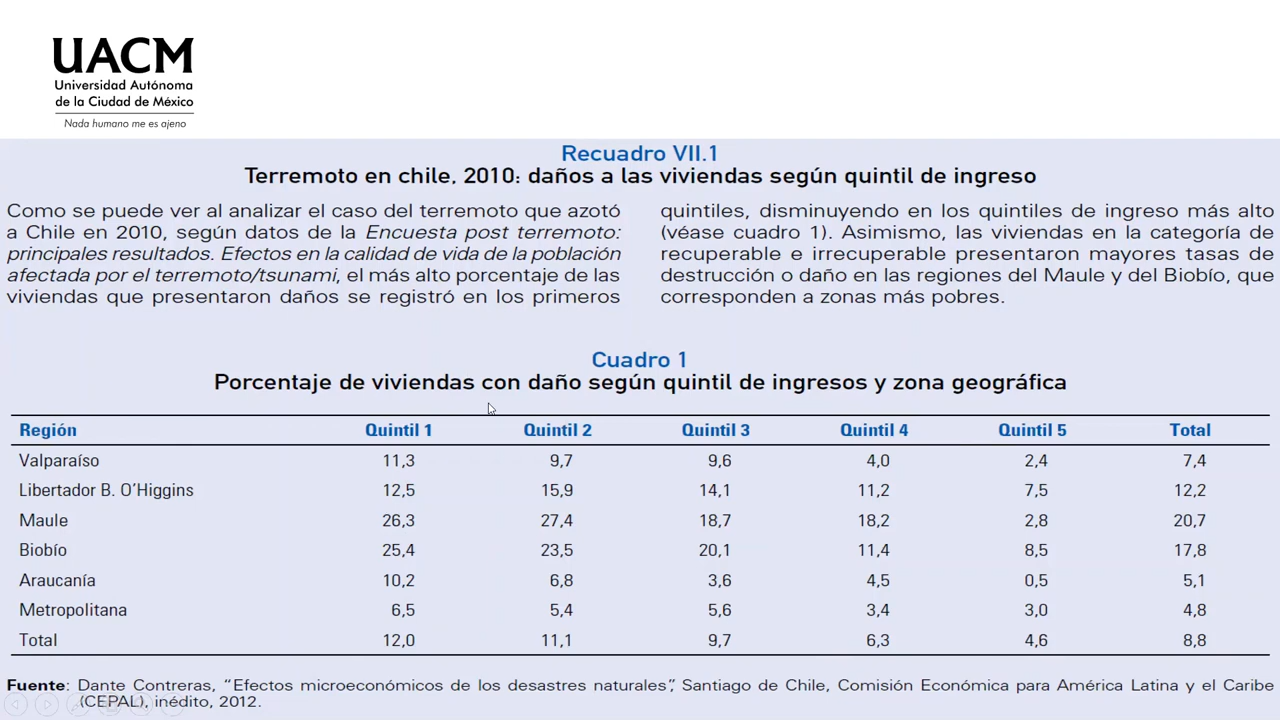 UACM
Universidad Autónoma
de la Ciudad de México
Nada humano me es ajeno
Recuadro VII.1
Terremoto en chile, 2010: daños a las viviendas según quintil de ingreso
Como se puede ver al analizar el caso del terremoto que azotó
a Chile en 2010, según datos de la Encuesta post terremoto:
principales resultados. Efectos en la calidad de vida de la población
afectada por el terremoto/tsunami, el más alto porcentaje de las
viviendas que presentaron daños se registró en los primeros
quintiles, disminuyendo en los quintiles de ingreso más alto
(véase cuadro 1). Asimismo, las viviendas en la categoría de
recuperable e irrecuperable presentaron mayores tasas de
destrucción o daño en las regiones del Maule y del Biobío, que
corresponden a zonas más pobres.
Cuadro 1
Porcentaje de viviendas con daño según quintil de ingresos y zona geográfica
Región Quintil 1 Quintil 2 Quintil 3 Quintil 4 Quintil 5 Total
Valparaíso 11,3 9,7 9,6 4,0 2,4 7,4
Libertador B. O'Higgins 12,5 15,9 14,1 11,2 7,5 12,2
Maule 26,3 27,4 18,7 18,2 2,8 20,7
Biobío 25,4 23,5 20,1 11,4 8,5 17,8
Araucanía 10,2 6,8 3,6 4,5 0,5 5,1
Metropolitana 6,5 5,4 5,6 3,4 3,0 4,8
Total 12,0 11,1 9,7 6,3 4,6 8,8
Fuente: Dante Contreras, "Efectos microeconómicos de los desastres naturales", Santiago de Chile, Comisión Económica para América Latina y el Caribe
(CEPAL), inédito, 2012.